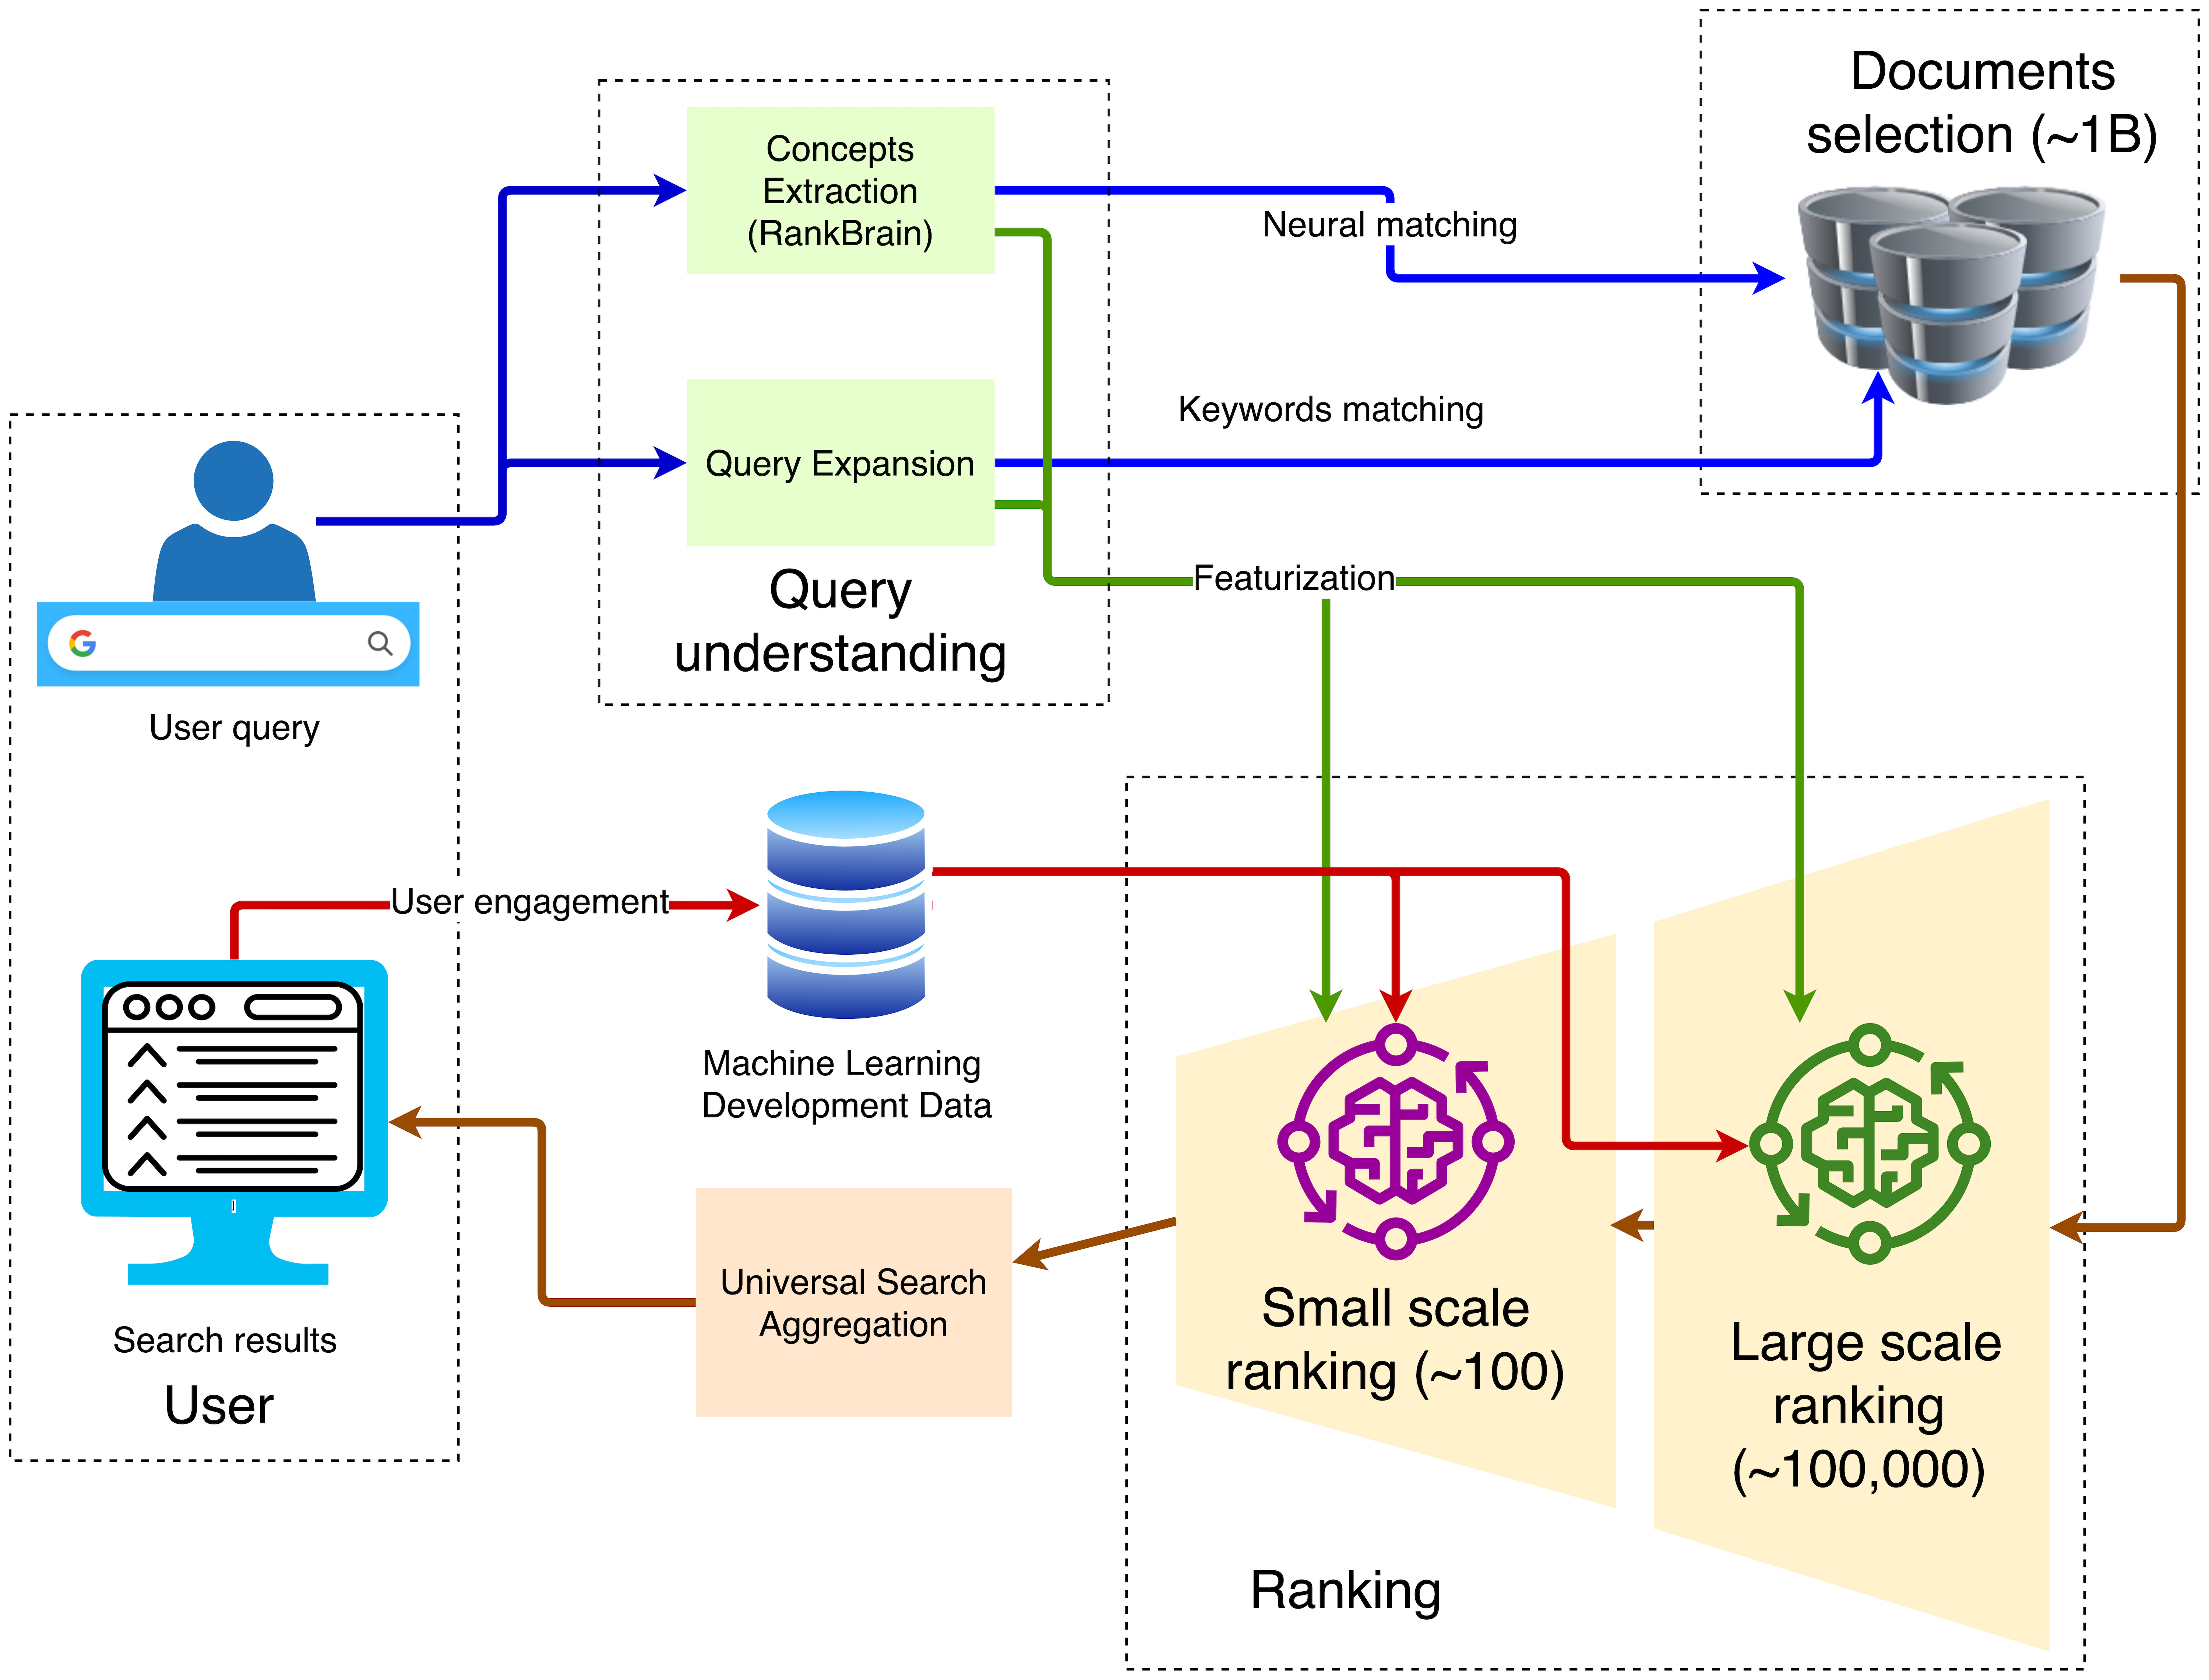 Documents
selection (~1B)
Concepts
Extraction
(RankBrain)
Neural matching
Keywords matching
Query Expansion
Featurization
Query
understanding
G
User query
User engagement
Machine Learning
Development Data
Universal Search
Aggregation
Small scale
ranking (~100)
Large scale
ranking
(~100,000)
Search results
User
Ranking